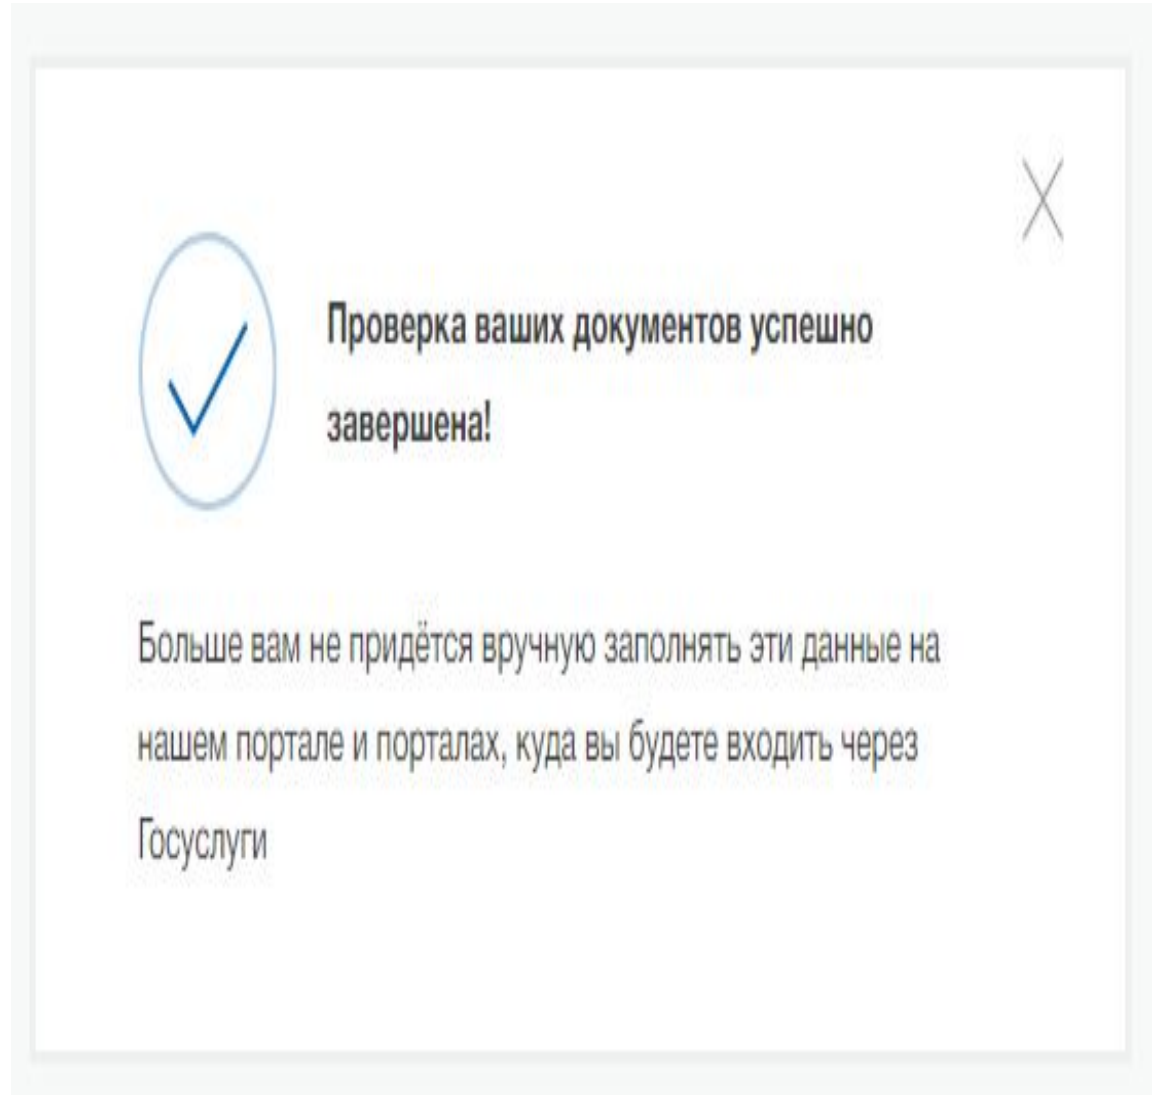 Проверка ваших документов успешно
завершена!
Больше вам не придётся вручную заполнять эти данные на
нашем портале и порталах, куда вы будете входить через
Госуслуги